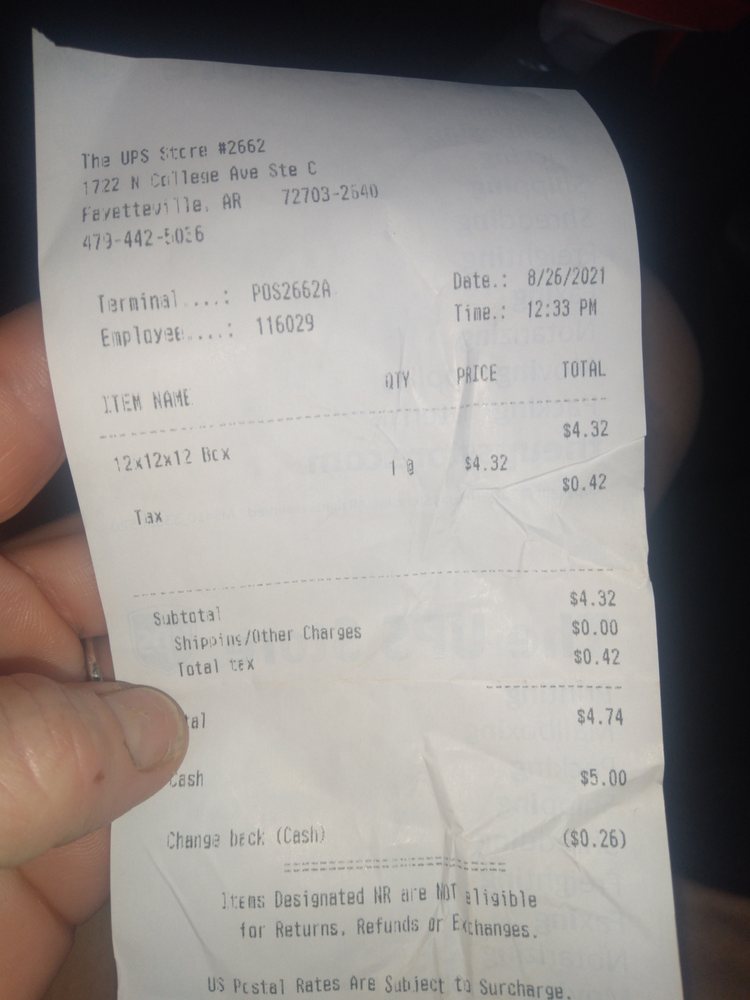 The UPS Store #2662
1722 N College Ave Ste C
Fayetteville, AR 72703-2640
479-442-5036
Terminal....: POS2662A Date.: 8/26/2021
Employee....: 116029 Time.: 12:33 PM
ITEM NAME QTY PRICE TOTAL
12x12x12 Box $4.32
1 @ $4.32
Tax $0.42
Subtotal $4.32
Shipping/Other Charges $0.00
Total tax $0.42
tal $4.74
Cash $5.00
Change back (Cash) ($0.26)
Items Designated NR are NOT eligible
for Returns, Refunds or Exchanges.
US Postal Rates Are Subject to Surcharge.